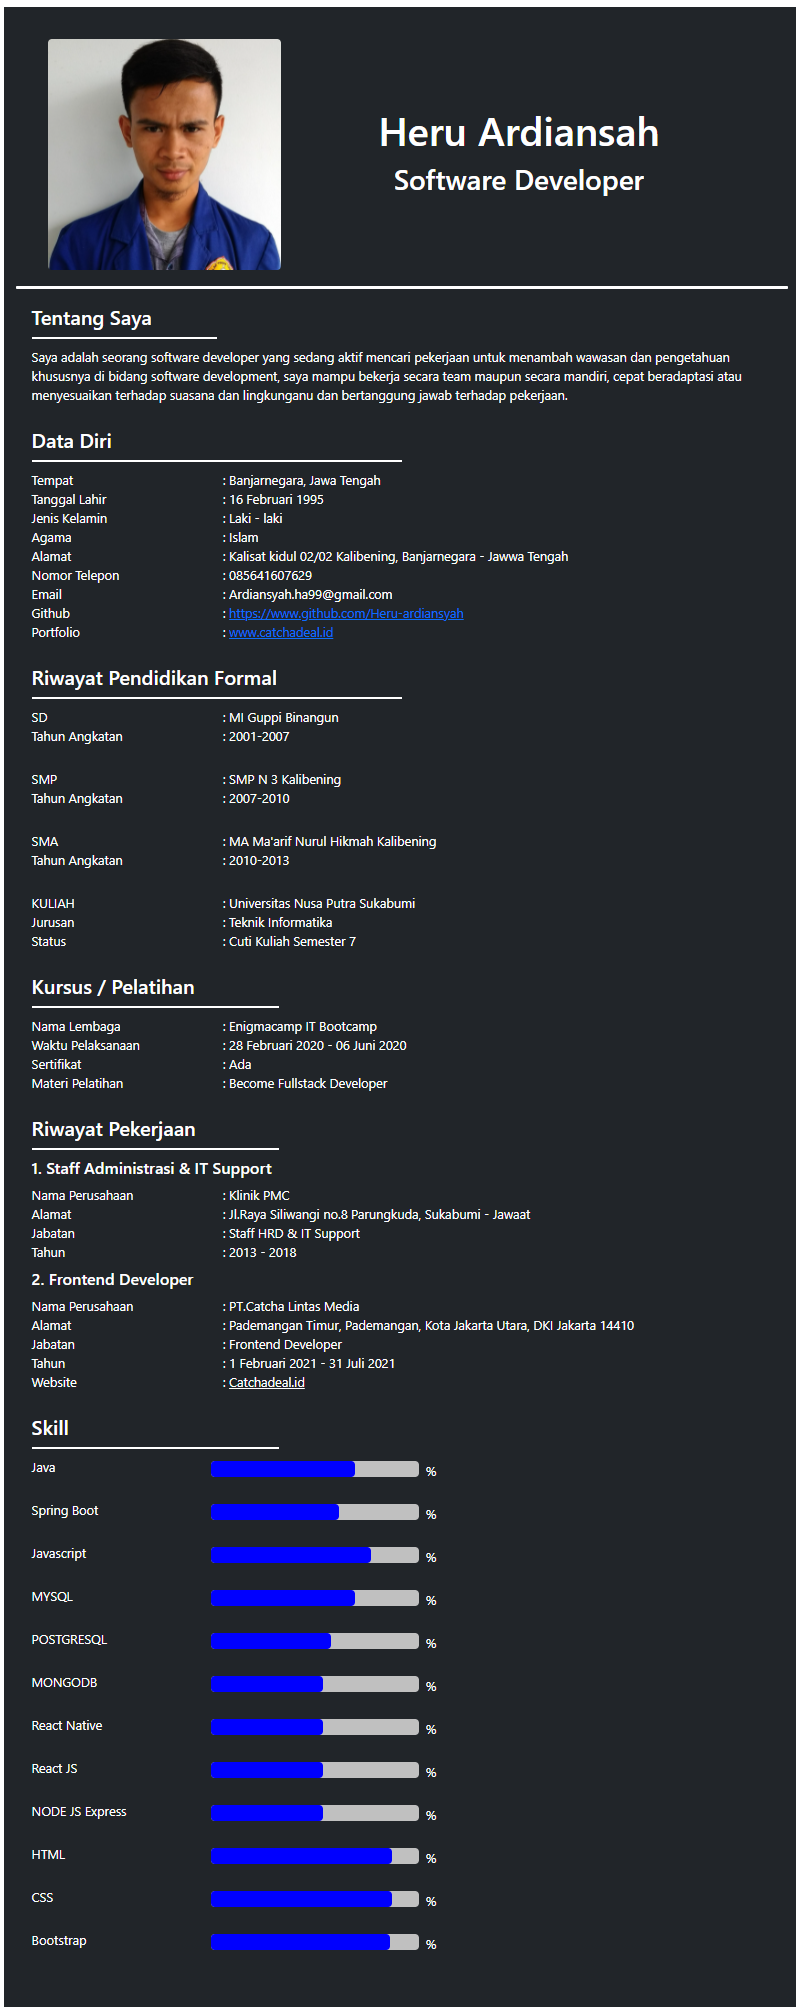 Heru Ardiansah
Software Developer
Tentang Saya
Saya adalah seorang software developer yang sedang aktif mencari pekerjaan untuk menambah wawasan dan pengetahuan
khususnya di bidang software development, saya mampu bekerja secara team maupun secara mandiri, cepat beradaptasi atau
menyesuaikan terhadap suasana dan lingkunganu dan bertanggung jawab terhadap pekerjaan.
Data Diri
Tempat : Banjarnegara, Jawa Tengah
Tanggal Lahir : 16 Februari 1995
Jenis Kelamin : Laki - laki
Agama : Islam
Alamat : Kalisat kidul 02/02 Kalibening, Banjarnegara - Jawwa Tengah
Nomor Telepon : 085641607629
Email : Ardiansyah.ha99@gmail.com
Github : https://www.github.com/Heru-ardiansyah
Portfolio : www.catchadeal.id
Riwayat Pendidikan Formal
SD : MI Guppi Binangun
Tahun Angkatan : 2001-2007
SMP : SMP N 3 Kalibening
Tahun Angkatan : 2007-2010
SMA : MA Ma'arif Nurul Hikmah Kalibening
Tahun Angkatan : 2010-2013
KULIAH : Universitas Nusa Putra Sukabumi
Jurusan : Teknik Informatika
Status : Cuti Kuliah Semester 7
Kursus / Pelatihan
Nama Lembaga : Enigmacamp IT Bootcamp
Waktu Pelaksanaan : 28 Februari 2020 - 06 Juni 2020
Sertifikat : Ada
Materi Pelatihan : Become Fullstack Developer
Riwayat Pekerjaan
1. Staff Administrasi & IT Support
Nama Perusahaan : Klinik PMC
Alamat : Jl.Raya Siliwangi no.8 Parungkuda, Sukabumi - Jawaat
Jabatan : Staff HRD & IT Support
Tahun : 2013 - 2018
2. Frontend Developer
Nama Perusahaan : PT.Catcha Lintas Media
Alamat : Pademangan Timur, Pademangan, Kota Jakarta Utara, DKI Jakarta 14410
Jabatan : Frontend Developer
Tahun : 1 Februari 2021 - 31 Juli 2021
Website : Catchadeal.id
Skill
Java %
Spring Boot %
Javascript %
MYSQL %
POSTGRESQL %
MONGODB %
React Native %
React JS %
NODE JS Express %
HTML %
CSS %
Bootstrap %